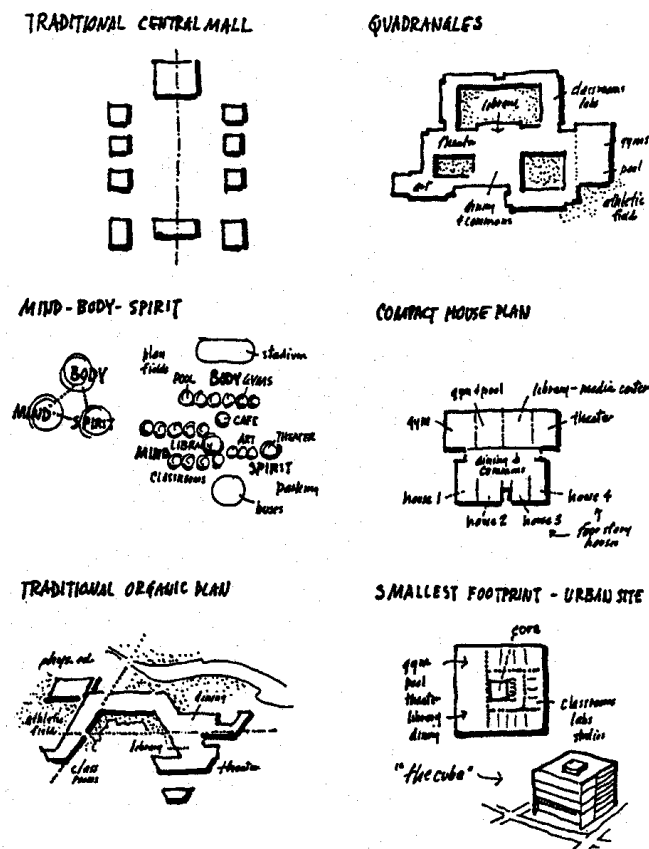 TRADITIONAL CENTRAL MALL
QUADRANGLES
library
classrooms
labs
theater
gyms
pool
art
dining
& commons
athletic
field
MIND-BODY-SPIRIT
BODY
MIND
SPIRIT
play
fields
stadium
POOL
BODY
GYMS
CAFE
LIBRARY
ART
THEATER
MIND
SPIRIT
CLASSROOMS
parking
buses
COMPACT HOUSE PLAN
gym & pool
library-media center
gym
theater
dining &
commons
house 1
house 2
house 3
house 4
four story
houses
TRADITIONAL ORGANIC PLAN
phys. ed.
dining
athletic
fields
library
class
rooms
theater
SMALLEST FOOTPRINT - URBAN SITE
core
gym
pool
theater
library
dining
classrooms
labs
studios
"the cube"